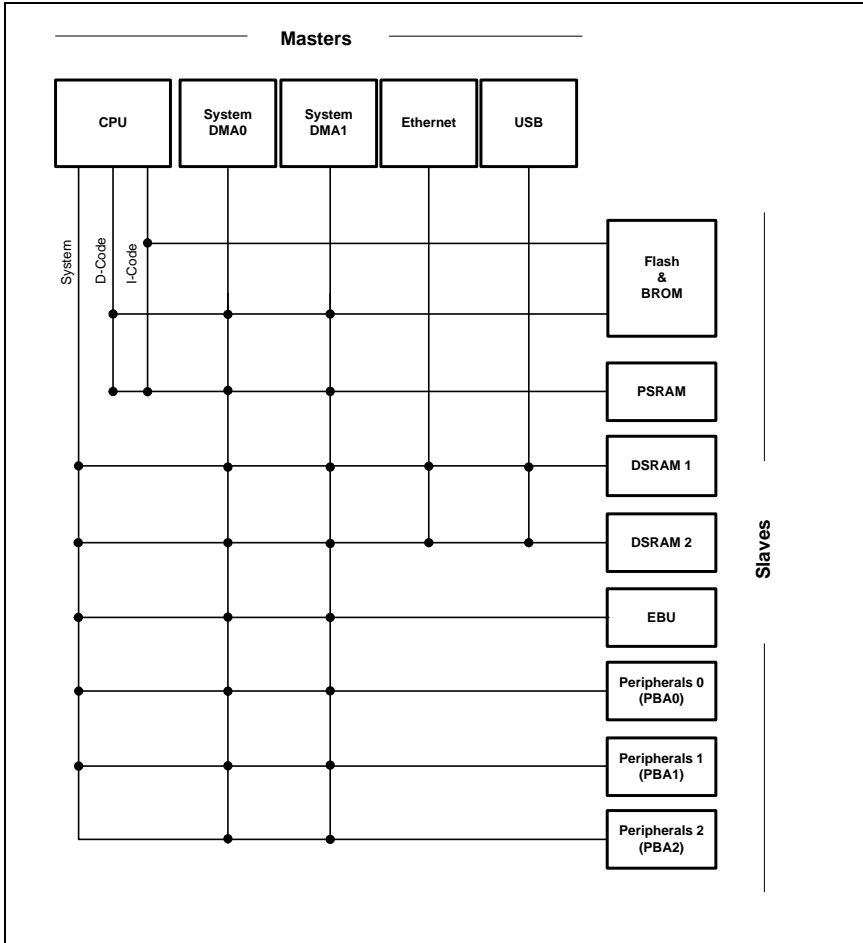 Masters
CPU
System
DMA0
System
DMA1
Ethernet
USB
System
D-Code
I-Code
Flash
&
BROM
PSRAM
DSRAM 1
DSRAM 2
EBU
Peripherals 0
(PBA0)
Peripherals 1
(PBA1)
Peripherals 2
(PBA2)
Slaves